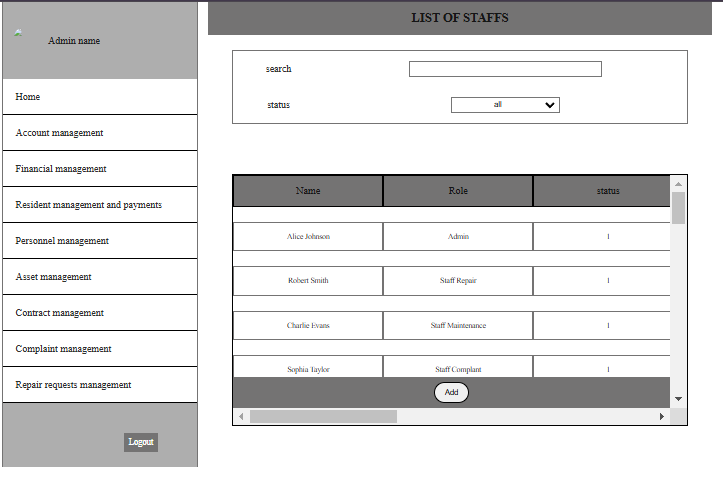 Admin name
Home
Account management
Financial management
Resident management and payments
Personnel management
Asset management
Contract management
Complaint management
Repair requests management
Logout
LIST OF STAFFS
search
status all
Name Role status
Alice Johnson Admin 1
Robert Smith Staff Repair 1
Charlie Evans Staff Maintenance 1
Sophia Taylor Staff Complant 1
Add